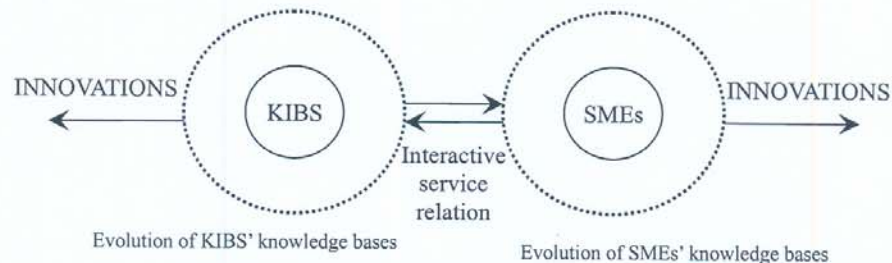 INNOVATIONS
KIBS
SMEs
INNOVATIONS
Interactive
service
relation
Evolution of KIBS' knowledge bases
Evolution of SMEs' knowledge bases